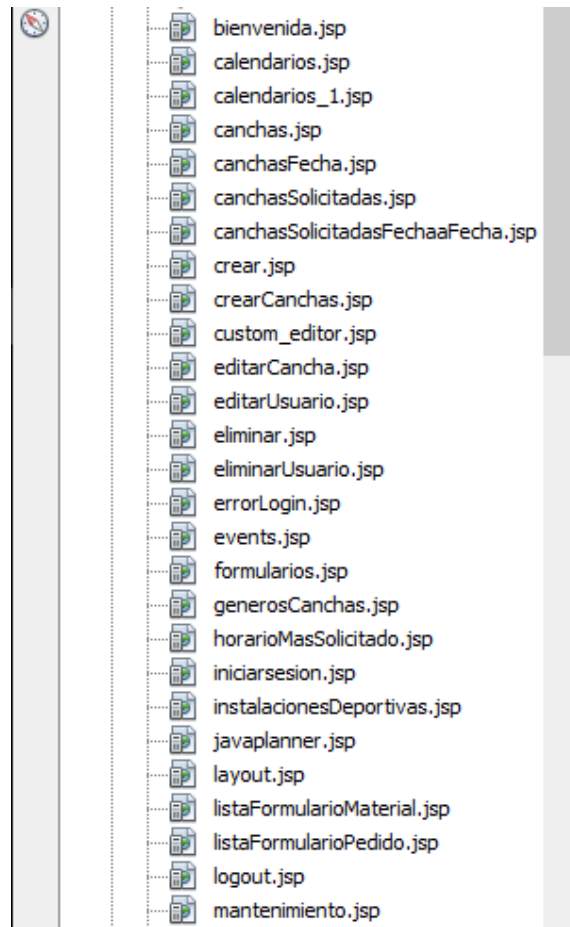 bienvenida.jsp
calendarios.jsp
calendarios_1.jsp
canchas.jsp
canchasFecha.jsp
canchasSolicitadas.jsp
canchasSolicitadasFechaaFecha.jsp
crear.jsp
crearCanchas.jsp
custom_editor.jsp
editarCancha.jsp
editarUsuario.jsp
eliminar.jsp
eliminarUsuario.jsp
errorLogin.jsp
events.jsp
formularios.jsp
generosCanchas.jsp
horarioMasSolicitado.jsp
iniciarsesion.jsp
instalacionesDeportivas.jsp
javaplanner.jsp
layout.jsp
listaFormularioMaterial.jsp
listaFormularioPedido.jsp
logout.jsp
mantenimiento.jsp